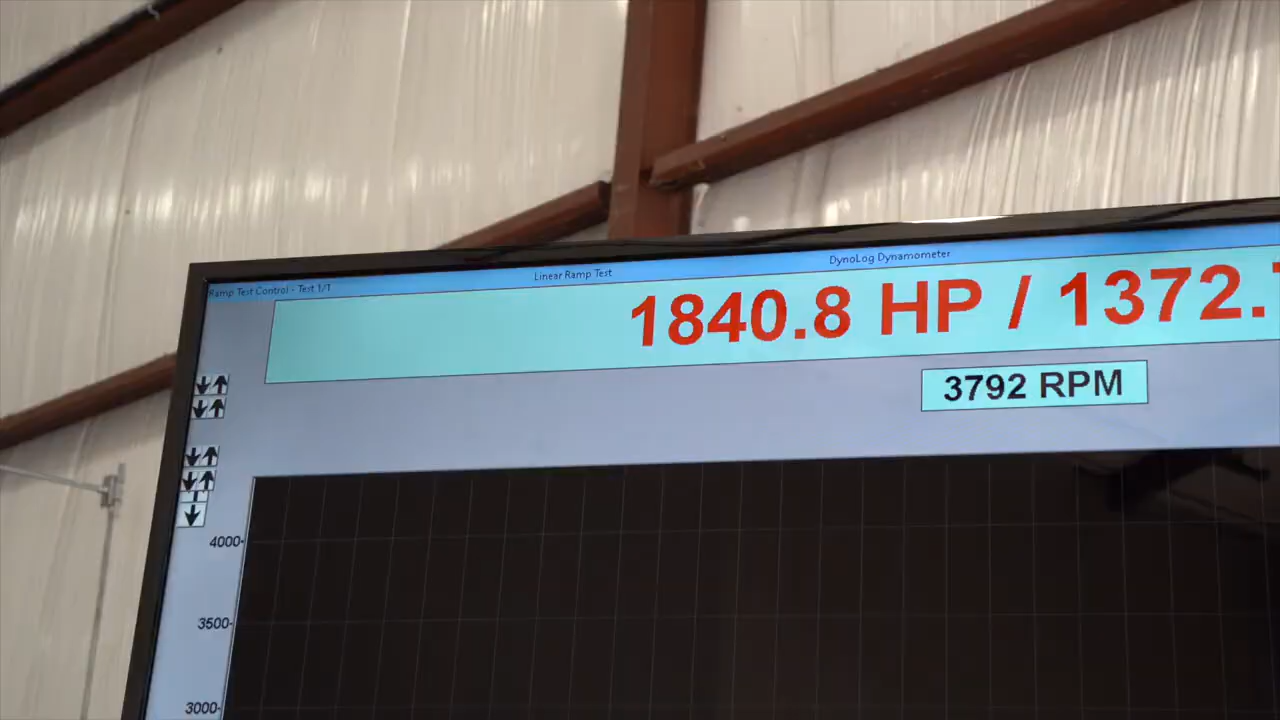 Ramp Test Control - Test 1/1
Linear Ramp Test
DynoLog Dynamometer
1840.8 HP / 1372.
3792 RPM
4000
3500
3000